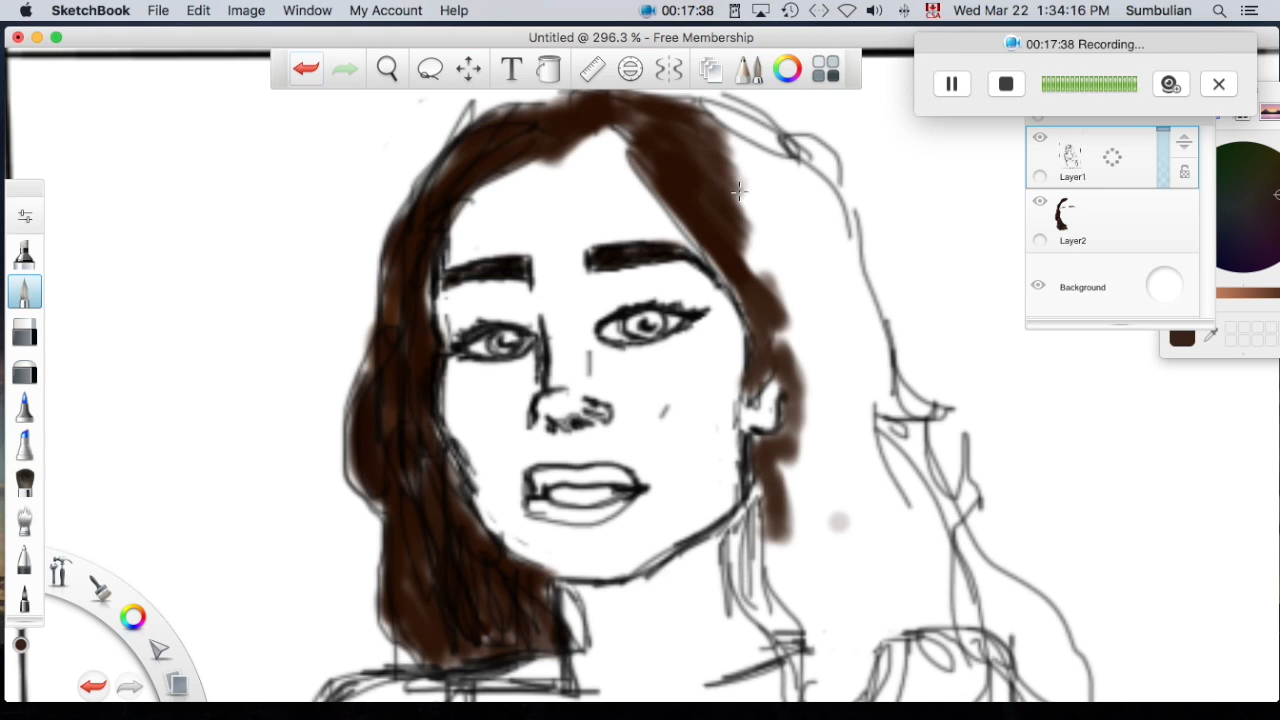 SketchBook File Edit Image Window My Account Help 00:17:38 CSA Wed Mar 22 1:34:16 PM Sumbulian
Untitled @ 296.3 % - Free Membership
00:17:38 Recording...
T
Layer1
Layer2
Background